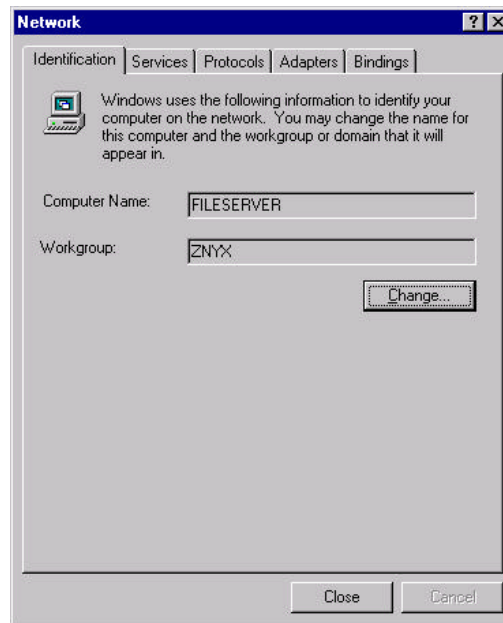 Network
Identification Services Protocols Adapters Bindings
Windows uses the following information to identify your
computer on the network. You may change the name for
this computer and the workgroup or domain that it will
appear in.
Computer Name: FILESERVER
Workgroup: ZNYX
Change...
Close Cancel